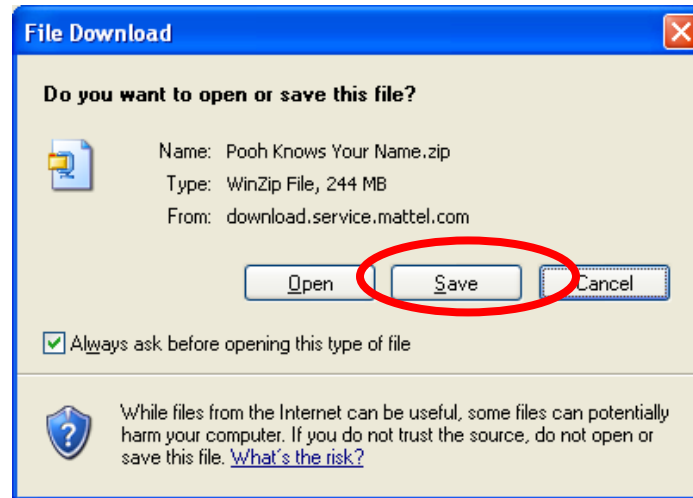 File Download
Do you want to open or save this file?
Name: Pooh Knows Your Name.zip
Type: WinZip File, 244 MB
From: download.service.mattel.com
Open Save Cancel
Always ask before opening this type of file
While files from the Internet can be useful, some files can potentially
harm your computer. If you do not trust the source, do not open or
save this file. What's the risk?